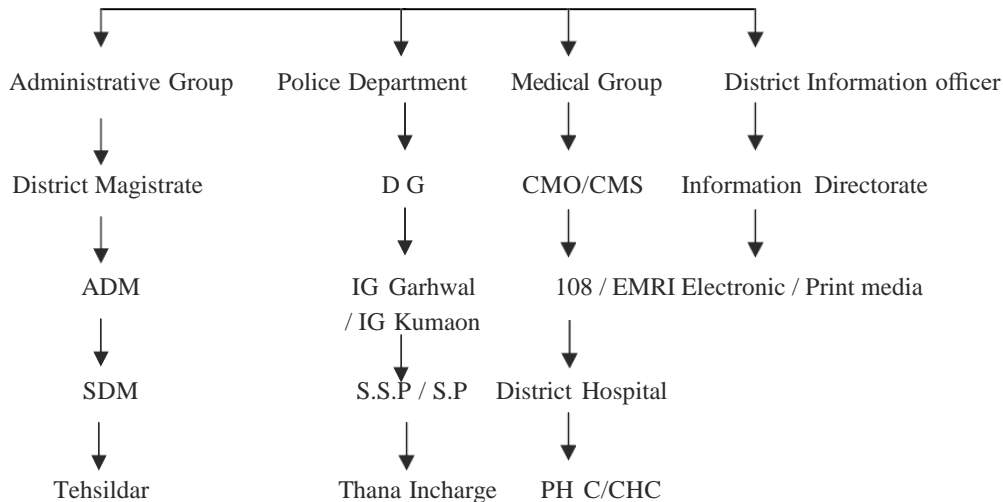 Administrative Group Police Department Medical Group District Information officer
District Magistrate D G CMO/CMS Information Directorate
ADM IG Garhwal 108 / EMRI Electronic / Print media
/ IG Kumaon
SDM S.S.P / S.P District Hospital
Tehsildar Thana Incharge PH C/CHC